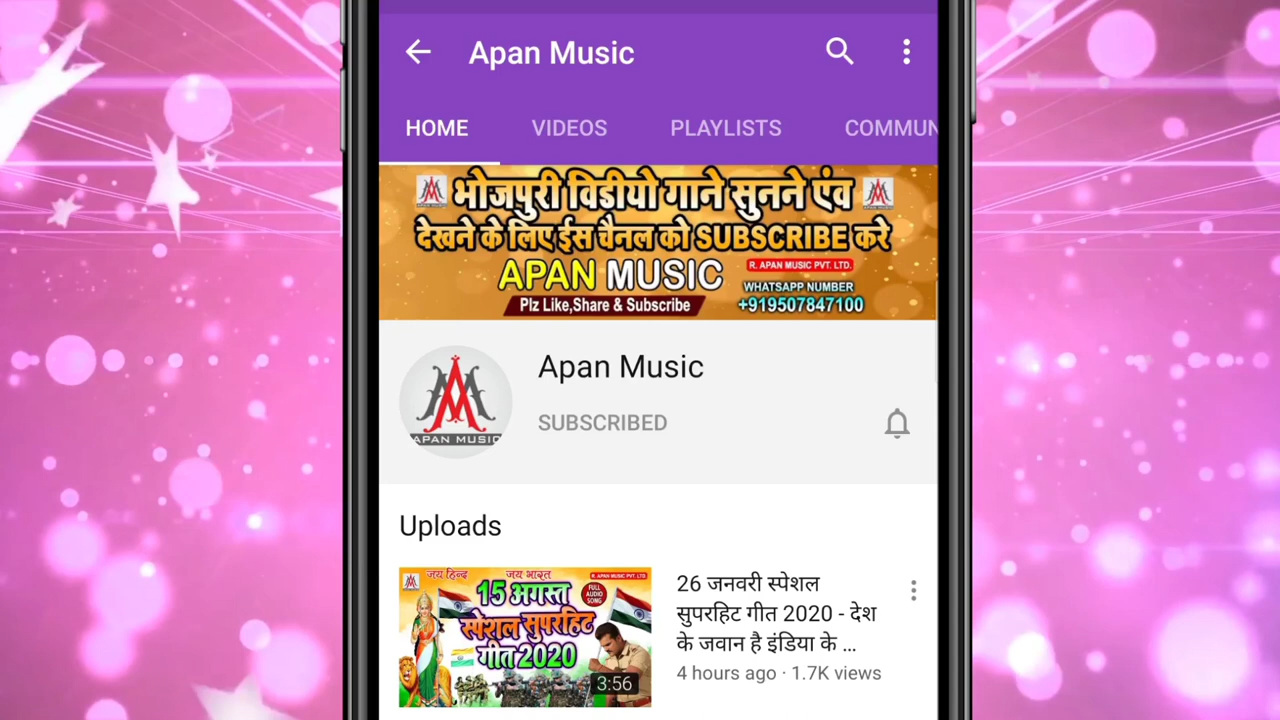 Apan Music
HOME VIDEOS PLAYLISTS COMMUN
भोजपुरी विडीयो गाने सुनने एंव
देखने के लिए ईस चैनल को SUBSCRIBE करे
APAN MUSIC
R. APAN MUSIC PVT. LTD.
WHATSAPP NUMBER
+919507847100
Plz Like,Share & Subscribe
Apan Music
SUBSCRIBED
APAN MUSIC
Uploads
जय हिन्द जय भारत
R. APAN MUSIC PVT. LTD
15 अगस्त
FULL
AUDIO
SONG
स्पेशल सुपरहिट
गीत 2020
3:56
26 जनवरी स्पेशल
सुपरहिट गीत 2020 - देश
के जवान है इंडिया के ...
4 hours ago · 1.7K views